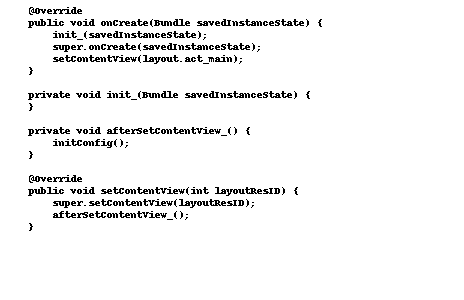 @Override
public void onCreate(Bundle savedInstanceState) {
    init_(savedInstanceState);
    super.onCreate(savedInstanceState);
    setContentView(layout.act_main);
}

private void init_(Bundle savedInstanceState) {
}

private void afterSetContentView_() {
    initConfig();
}

@Override
public void setContentView(int layoutResID) {
    super.setContentView(layoutResID);
    afterSetContentView_();
}